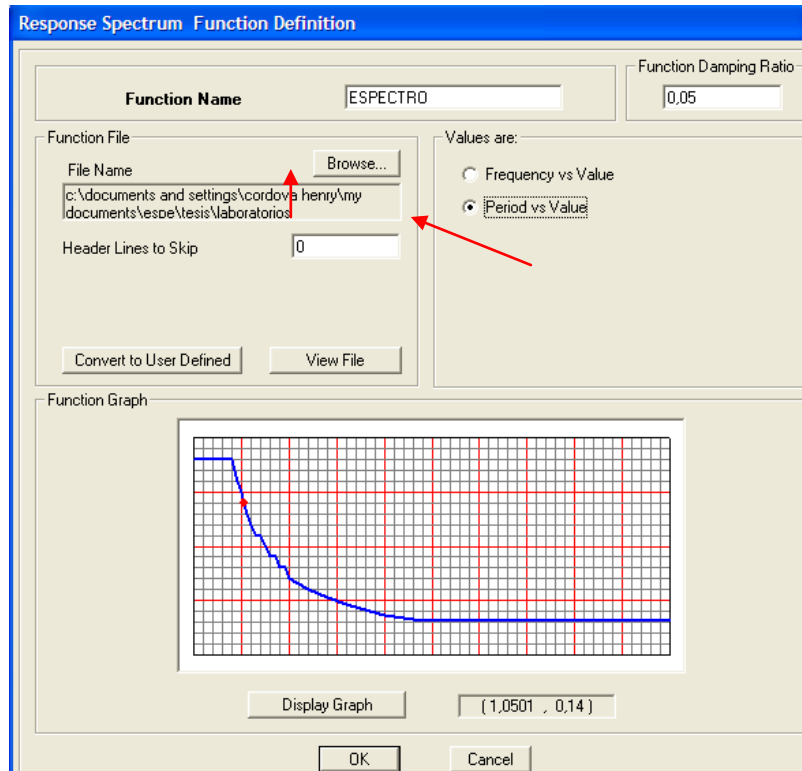 Response Spectrum Function Definition
Function Damping Ratio
Function Name
ESPECTRO
0,05
Function File
Values are:
File Name
Browse...
Frequency vs Value
c:\documents and settings\cordova henry\my
documents\espe\tesis\laboratorios
Period vs Value
Header Lines to Skip
0
Convert to User Defined
View File
Function Graph
Display Graph
( 1,0501 , 0,14 )
OK
Cancel